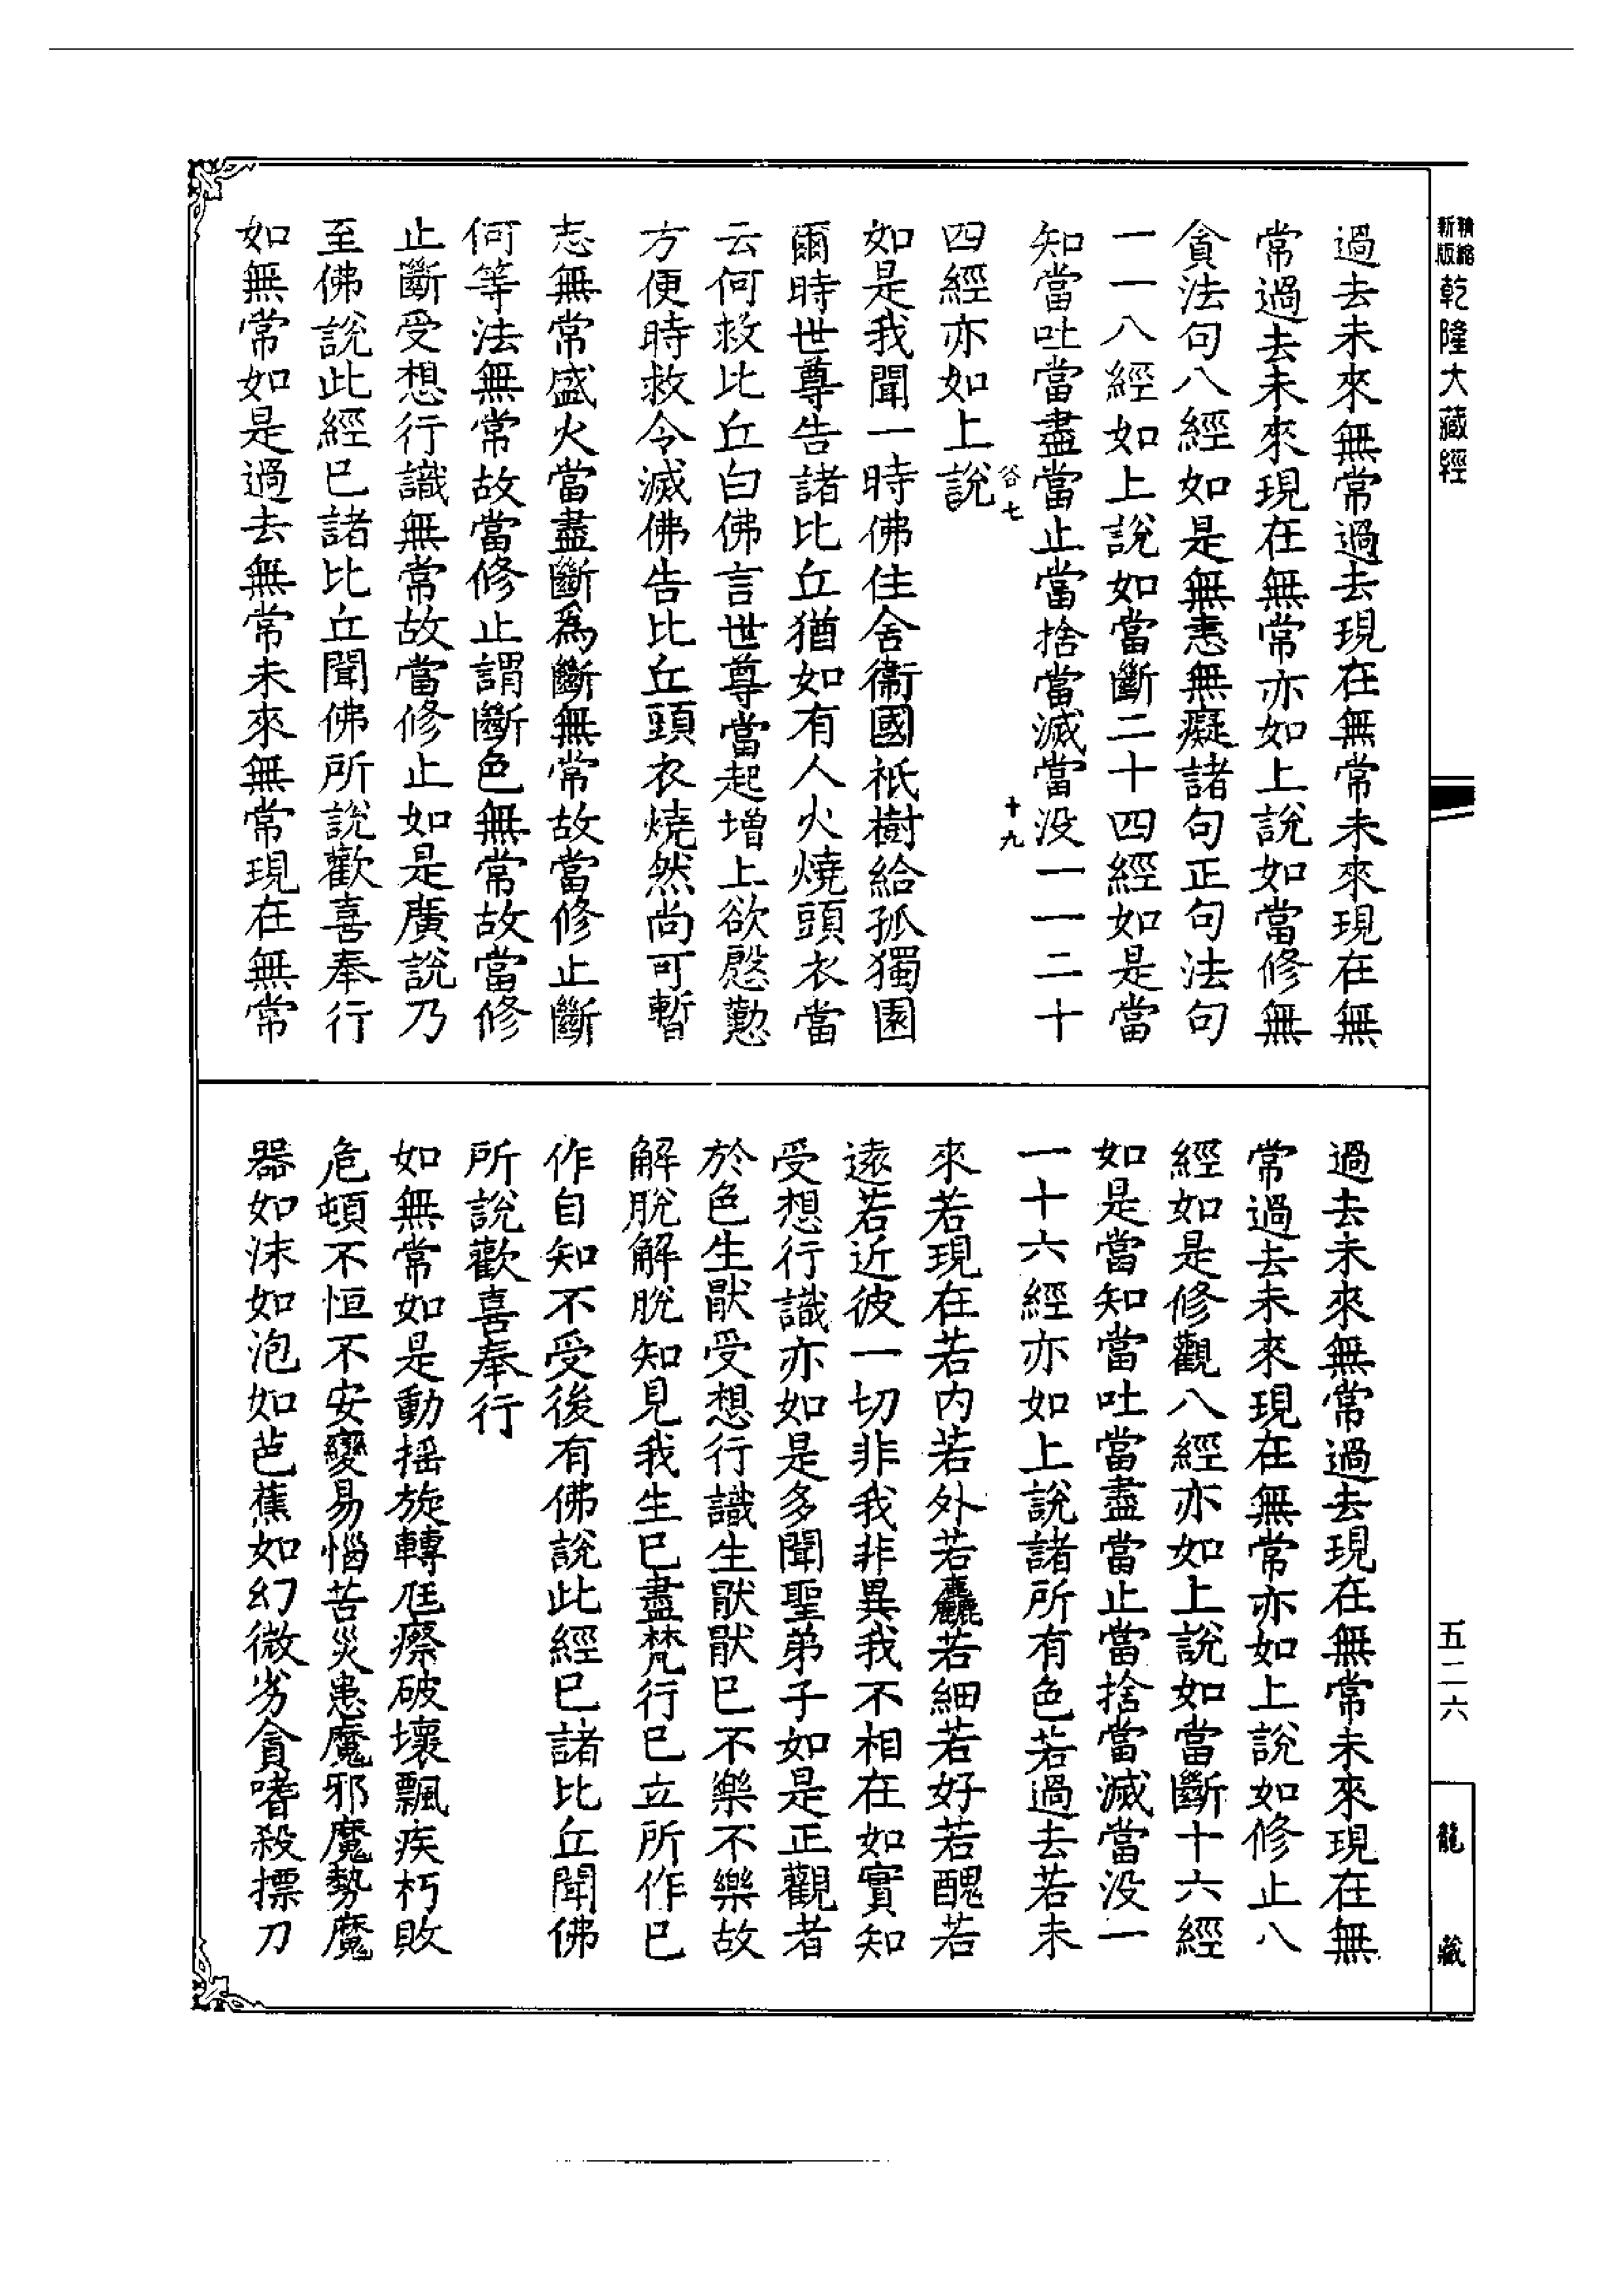 精縮新版 乾隆大藏經
過去未來無常過去現在無常未來現在無
常過去未來現在無常亦如上說如當修無
貪法句八經如是無恚無癡諸句正句法句
一一八經如上說如當斷二十四經如是當
知當吐當盡當止當捨當滅當没一一二十
谷七 十九
四經亦如上說
如是我聞一時佛住舍衞國祇樹給孤獨園
爾時世尊告諸比丘猶如有人火燒頭衣當
云何救比丘白佛言世尊當起增上欲慇懃
方便時救令滅佛告比丘頭衣燒然尚可暫
忘無常盛火當盡斷爲斷無常故當修止斷
何等法無常故當修止謂斷色無常故當修
止斷受想行識無常故當修止如是廣說乃
至佛說此經已諸比丘聞佛所說歡喜奉行
如無常如是過去無常未來無常現在無常
過去未來無常過去現在無常未來現在無
常過去未來現在無常亦如上說如修止八
經如是修觀八經亦如上說如當斷十六經
如是當知當吐當盡當止當捨當滅當没一
一十六經亦如上說諸所有色若過去若未
來若現在若内若外若麤若細若好若醜若
遠若近彼一切非我非異我不相在如實知
受想行識亦如是多聞聖弟子如是正觀者
於色生猒受想行識生猒猒已不樂不樂故
解脫解脫知見我生已盡梵行已立所作已
作自知不受後有佛說此經已諸比丘聞佛
所說歡喜奉行
如無常如是動摇旋轉尫瘵破壞飄疾朽敗
危頓不恒不安變易惱苦災患魔邪魔勢魔
器如沫如泡如芭蕉如幻微劣貪嗜殺摽刀
五二六
龍藏